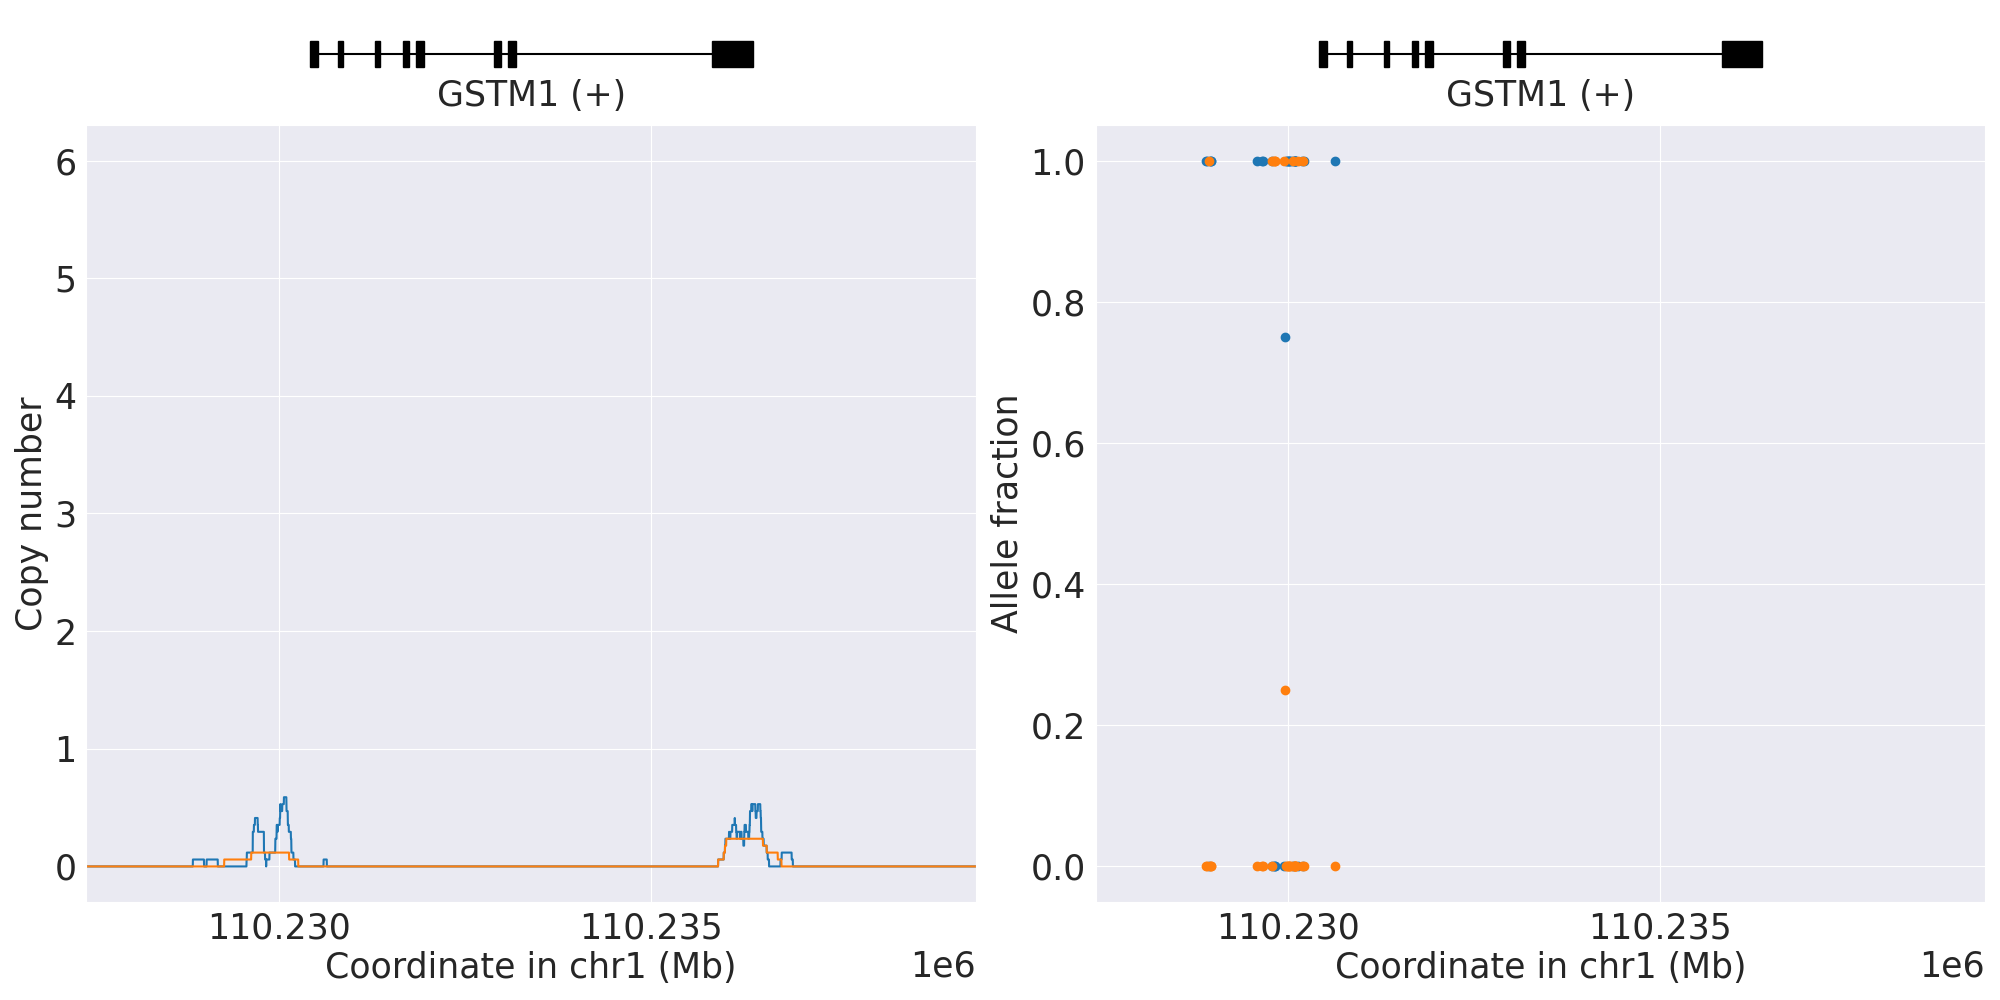 GSTM1 (+)
6
5
4
3
2
1
0
Copy number
110.230
110.235
Coordinate in chr1 (Mb)
1e6
GSTM1 (+)
1.0
0.8
0.6
0.4
0.2
0.0
Allele fraction
110.230
110.235
Coordinate in chr1 (Mb)
1e6